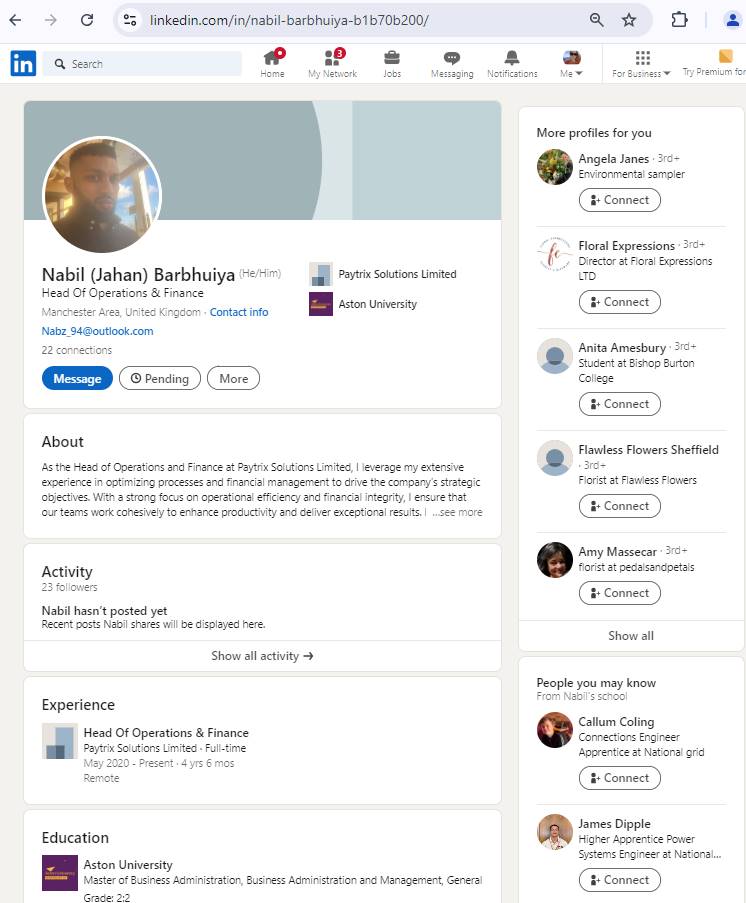 linkedin.com/in/nabil-barbhuiya-b1b70b200/
in
Search
3
Home
My Network
Jobs
Messaging
Notifications
Me
For Business
Try Premium for
Nabil (Jahan) Barbhuiya (He/Him)
Head Of Operations & Finance
Manchester Area, United Kingdom · Contact info
Nabz_94@outlook.com
22 connections
Message
Pending
More
Paytrix Solutions Limited
Aston University
About
As the Head of Operations and Finance at Paytrix Solutions Limited, I leverage my extensive
experience in optimizing processes and financial management to drive the company's strategic
objectives. With a strong focus on operational efficiency and financial integrity, I ensure that
our teams work cohesively to enhance productivity and deliver exceptional results. I …see more
Activity
23 followers
Nabil hasn't posted yet
Recent posts Nabil shares will be displayed here.
Show all activity →
Experience
Head Of Operations & Finance
Paytrix Solutions Limited · Full-time
May 2020 - Present · 4 yrs 6 mos
Remote
Education
Aston University
Master of Business Administration, Business Administration and Management, General
Grade: 2:2
More profiles for you
Angela Janes · 3rd+
Environmental sampler
Connect
fe
Floral Expressions · 3rd+
Director at Floral Expressions
LTD
Connect
Anita Amesbury · 3rd+
Student at Bishop Burton
College
Connect
Flawless Flowers Sheffield
· 3rd+
Florist at Flawless Flowers
Connect
Amy Massecar · 3rd+
florist at pedalsandpetals
Connect
Show all
People you may know
From Nabil's school
Callum Coling
Connections Engineer
Apprentice at National grid
Connect
James Dipple
Higher Apprentice Power
Systems Engineer at National...
Connect